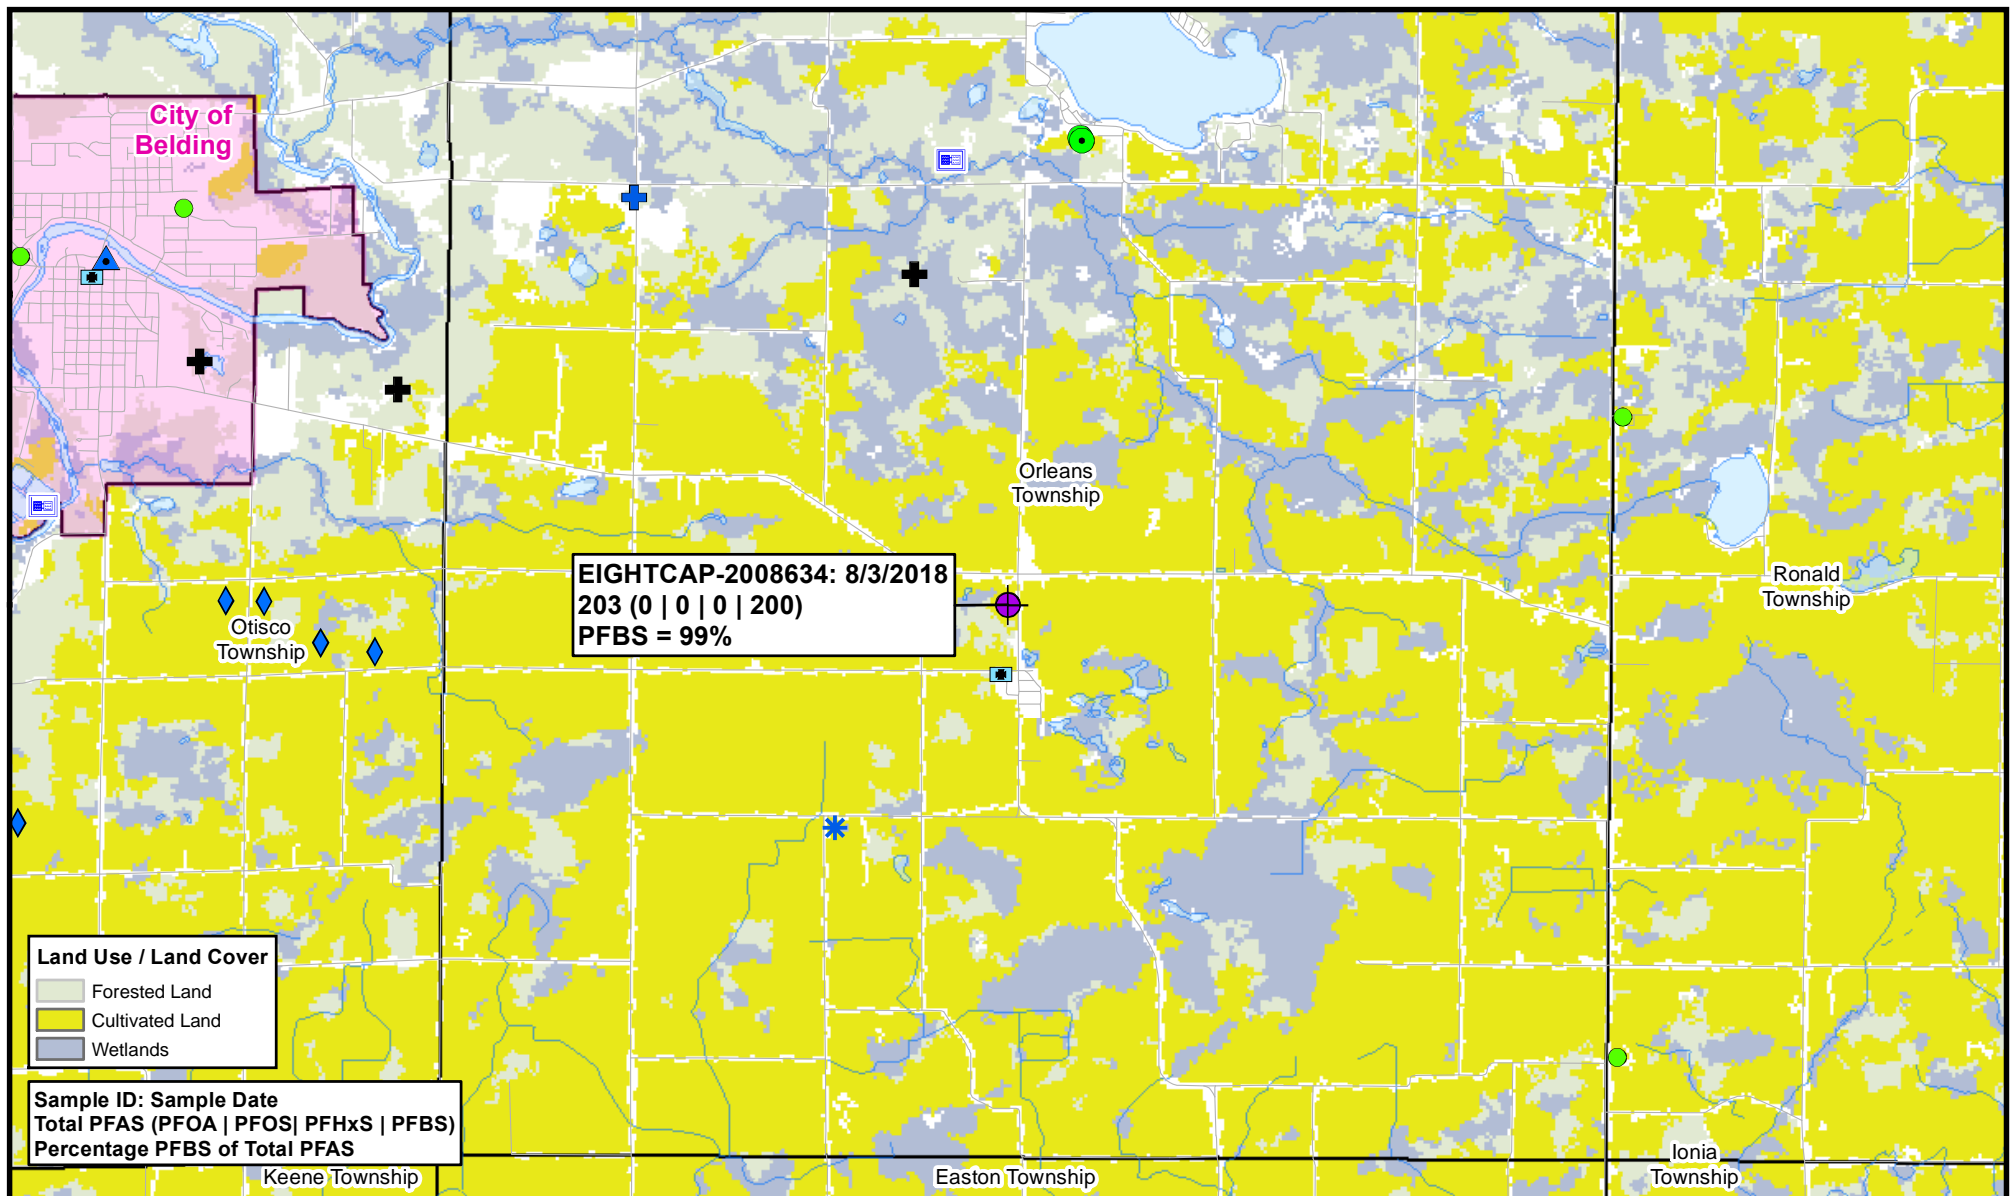 City of
Belding
Orleans
Township
EIGHTCAP-2008634: 8/3/2018
203 (0 | 0 | 0 | 200)
PFBS = 99%
Ronald
Township
Otisco
Township
Land Use / Land Cover
Forested Land
Cultivated Land
Wetlands
Sample ID: Sample Date
Total PFAS (PFOA | PFOS| PFHxS | PFBS)
Percentage PFBS of Total PFAS
Keene Township
Easton Township
Ionia
Township